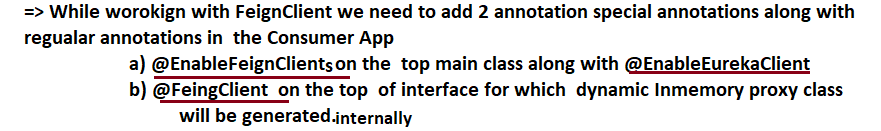 => While worokign with FeignClient we need to add 2 annotation special annotations along with
regualar annotations in the Consumer App
a) @EnableFeignClients on the top main class along with @EnableEurekaClient
b) @FeingClient on the top of interface for which dynamic Inmemory proxy class
will be generated.internally